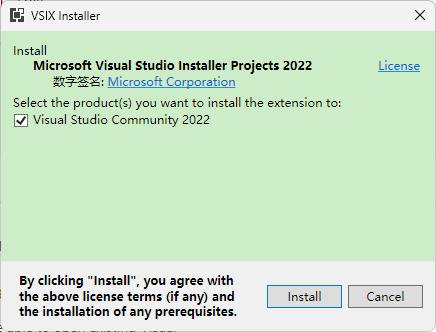 VSIX Installer
Install
Microsoft Visual Studio Installer Projects 2022
License
数字签名: Microsoft Corporation
Select the product(s) you want to install the extension to:
Visual Studio Community 2022
By clicking "Install", you agree with
the above license terms (if any) and
the installation of any prerequisites.
Install
Cancel